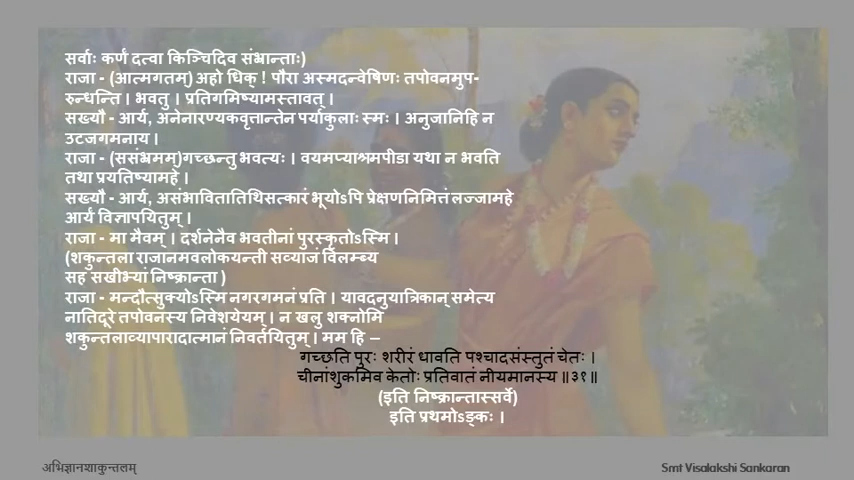 सर्वाः कर्णं दत्वा किञ्चिदिव संभ्रान्ताः)
राजा - (आत्मगतम्) अहो धिक् ! पौरा अस्मदन्वेषिणः तपोवनमुप-
रुन्धन्ति । भवतु । प्रतिगमिष्यामस्तावत् ।
सख्यौ - आर्य, अनेनारण्यकवृत्तान्तेन पर्याकुलाः स्मः । अनुजानिहि न
उटजगमनाय ।
राजा - (ससंभ्रमम्)गच्छन्तु भवत्यः । वयमप्याश्रमपीडा यथा न भवति
तथा प्रयतिष्यामहे ।
सख्यौ - आर्य, असंभावितातिथिसत्कारं भूयोऽपि प्रेक्षणनिमित्तं लज्जामहे
आर्यं विज्ञापयितुम् ।
राजा - मा मैवम् । दर्शनेनैव भवतीनां पुरस्कृतोऽस्मि ।
(शकुन्तला राजानमवलोकयन्ती सव्याजं विलम्ब्य
सह सखीभ्यां निष्क्रान्ता )
राजा - मन्दौत्सुक्योऽस्मि नगरगमनं प्रति । यावदनुयात्रिकान् समेत्य
नातिदूरे तपोवनस्य निवेशयेयम् । न खलु शक्नोमि
शकुन्तलाव्यापारादात्मानं निवर्तयितुम् । मम हि –
गच्छति पुरः शरीरं धावति पश्चादसंस्तुतं चेतः ।
चीनांशुकमिव केतोः प्रतिवातं नीयमानस्य ॥३१॥
(इति निष्क्रान्तास्सर्वे)
इति प्रथमोऽङ्कः ।
अभिज्ञानशाकुन्तलम्
Smt Visalakshi Sankaran